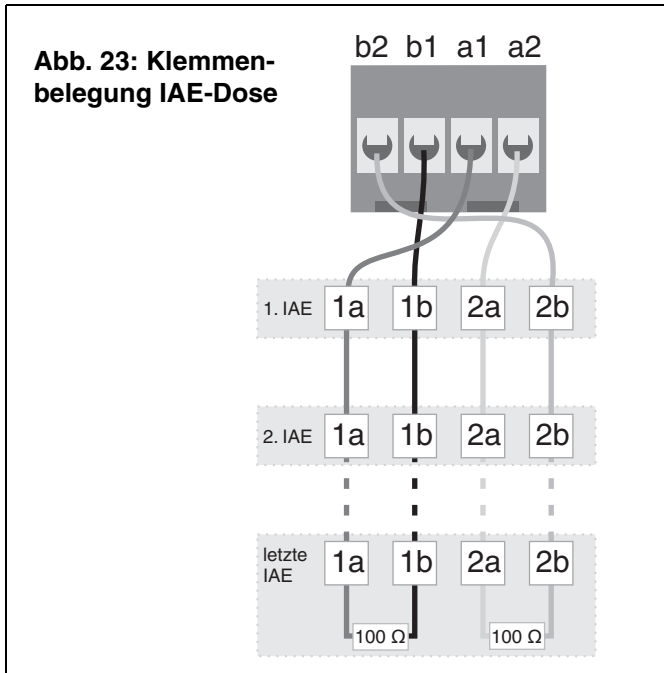 Abb. 23: Klemmen-
belegung IAE-Dose
b2 b1 a1 a2
1. IAE 1a 1b 2a 2b
2. IAE 1a 1b 2a 2b
letzte
IAE
1a 1b 2a 2b
100 Ω 100 Ω